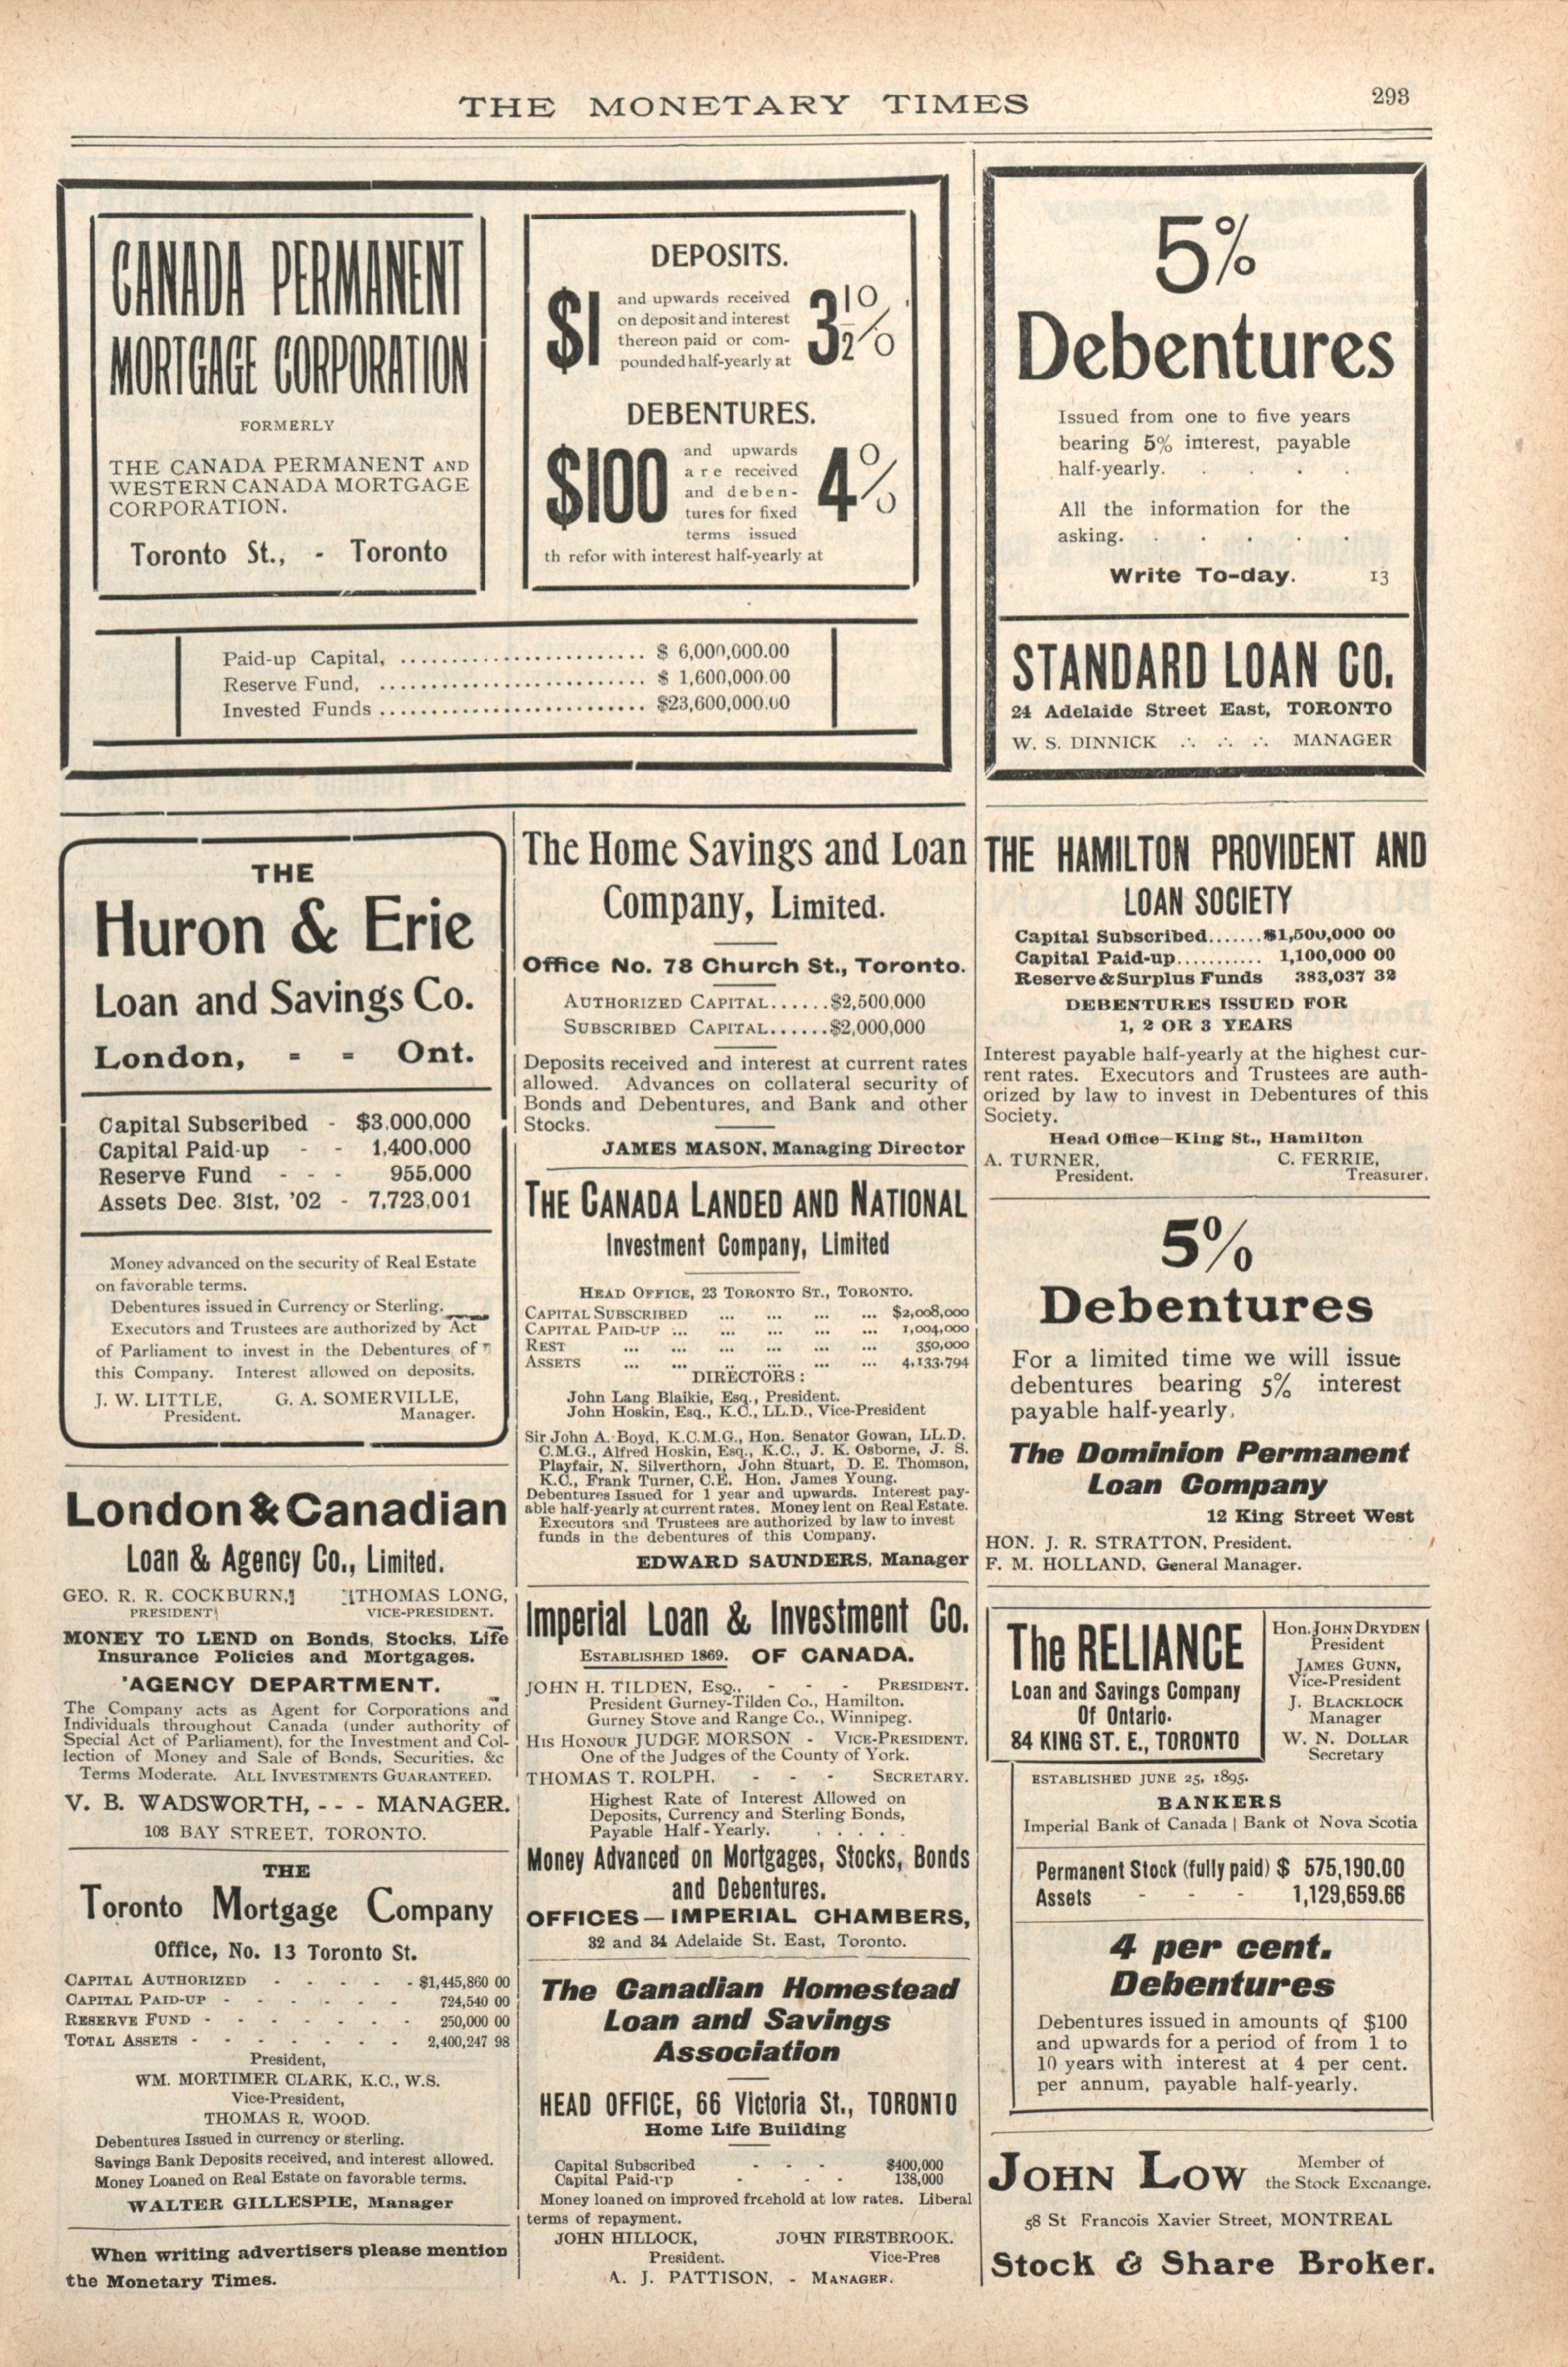 THE MONETARY TIMES
293
CANADA PERMANENT
MORTGAGE CORPORATION
FORMERLY
THE CANADA PERMANENT AND
WESTERN CANADA MORTGAGE
CORPORATION.
Toronto St., - Toronto
DEPOSITS.
$1 and upwards received
on deposit and interest
thereon paid or com-
pounded half-yearly at
3½%
DEBENTURES.
$100 and upwards
are received
and deben-
tures for fixed
terms issued
4%
th refor with interest half-yearly at
Paid-up Capital, ........................ $ 6,000,000.00
Reserve Fund, .......................... $ 1,600,000.00
Invested Funds .......................... $23,600,000.00
5%
Debentures
Issued from one to five years
bearing 5% interest, payable
half-yearly. . . . .
All the information for the
asking. . . . . .
Write To-day. 13
STANDARD LOAN CO.
24 Adelaide Street East, TORONTO
W. S. DINNICK ∴ ∴ ∴ MANAGER
THE
Huron & Erie
Loan and Savings Co.
London, - - Ont.
Capital Subscribed - $3,000,000
Capital Paid-up - - 1,400,000
Reserve Fund - - - 955,000
Assets Dec. 31st, '02 - 7,723,001
Money advanced on the security of Real Estate
on favorable terms.
Debentures issued in Currency or Sterling.
Executors and Trustees are authorized by Act
of Parliament to invest in the Debentures of
this Company. Interest allowed on deposits.
J. W. LITTLE, G. A. SOMERVILLE,
President. Manager.
London & Canadian
Loan & Agency Co., Limited.
GEO. R. R. COCKBURN, THOMAS LONG,
PRESIDENT VICE-PRESIDENT.
MONEY TO LEND on Bonds, Stocks, Life
Insurance Policies and Mortgages.
AGENCY DEPARTMENT.
The Company acts as Agent for Corporations and
Individuals throughout Canada (under authority of
Special Act of Parliament), for the Investment and Col-
lection of Money and Sale of Bonds, Securities, &c
Terms Moderate. ALL INVESTMENTS GUARANTEED.
V. B. WADSWORTH, - - - MANAGER.
103 BAY STREET, TORONTO.
THE
Toronto Mortgage Company
Office, No. 13 Toronto St.
CAPITAL AUTHORIZED - - - - - $1,445,860 00
CAPITAL PAID-UP - - - - - - 724,540 00
RESERVE FUND - - - - - - - 250,000 00
TOTAL ASSETS - - - - - - - 2,400,247 98
President,
WM. MORTIMER CLARK, K.C., W.S.
Vice-President,
THOMAS R. WOOD.
Debentures Issued in currency or sterling.
Savings Bank Deposits received, and interest allowed.
Money Loaned on Real Estate on favorable terms.
WALTER GILLESPIE, Manager
When writing advertisers please mention
the Monetary Times.
The Home Savings and Loan
Company, Limited.
Office No. 78 Church St., Toronto.
AUTHORIZED CAPITAL......$2,500,000
SUBSCRIBED CAPITAL......$2,000,000
Deposits received and interest at current rates
allowed. Advances on collateral security of
Bonds and Debentures, and Bank and other
Stocks.
JAMES MASON, Managing Director
THE CANADA LANDED AND NATIONAL
Investment Company, Limited
HEAD OFFICE, 23 TORONTO ST., TORONTO.
CAPITAL SUBSCRIBED ... ... ... ... $2,008,000
CAPITAL PAID-UP ... ... ... ... ... 1,004,000
REST ... ... ... ... ... ... 350,000
ASSETS ... ... ... ... ... ... 4,133,794
DIRECTORS :
John Lang Blaikie, Esq., President.
John Hoskin, Esq., K.C., LL.D., Vice-President
Sir John A. Boyd, K.C.M.G., Hon. Senator Gowan, LL.D.
C.M.G., Alfred Hoskin, Esq., K.C., J. K. Osborne, J. S.
Playfair, N. Silverthorn, John Stuart, D. E. Thomson,
K.C., Frank Turner, C.E. Hon. James Young.
Debentures Issued for 1 year and upwards. Interest pay-
able half-yearly at current rates. Money lent on Real Estate.
Executors and Trustees are authorized by law to invest
funds in the debentures of this Company.
EDWARD SAUNDERS, Manager
Imperial Loan & Investment Co.
ESTABLISHED 1869. OF CANADA.
JOHN H. TILDEN, ESQ., - - - PRESIDENT.
President Gurney-Tilden Co., Hamilton.
Gurney Stove and Range Co., Winnipeg.
HIS HONOUR JUDGE MORSON - VICE-PRESIDENT.
One of the Judges of the County of York.
THOMAS T. ROLPH, - - - SECRETARY.
Highest Rate of Interest Allowed on
Deposits, Currency and Sterling Bonds,
Payable Half-Yearly. . . . . .
Money Advanced on Mortgages, Stocks, Bonds
and Debentures.
OFFICES—IMPERIAL CHAMBERS,
32 and 34 Adelaide St. East, Toronto.
The Canadian Homestead
Loan and Savings
Association
HEAD OFFICE, 66 Victoria St., TORONTO
Home Life Building
Capital Subscribed - - - $400,000
Capital Paid-up - - - 138,000
Money loaned on improved freehold at low rates. Liberal
terms of repayment.
JOHN HILLOCK, JOHN FIRSTBROOK.
President. Vice-Pres
A. J. PATTISON, - MANAGER.
THE HAMILTON PROVIDENT AND
LOAN SOCIETY
Capital Subscribed.......$1,500,000 00
Capital Paid-up........... 1,100,000 00
Reserve & Surplus Funds 383,037 32
DEBENTURES ISSUED FOR
1, 2 OR 3 YEARS
Interest payable half-yearly at the highest cur-
rent rates. Executors and Trustees are auth-
orized by law to invest in Debentures of this
Society.
Head Office—King St., Hamilton
A. TURNER, C. FERRIE,
President. Treasurer.
5%
Debentures
For a limited time we will issue
debentures bearing 5% interest
payable half-yearly.
The Dominion Permanent
Loan Company
12 King Street West
HON. J. R. STRATTON, President.
F. M. HOLLAND, General Manager.
The RELIANCE
Loan and Savings Company
Of Ontario.
84 KING ST. E., TORONTO
Hon. JOHN DRYDEN
President
JAMES GUNN,
Vice-President
J. BLACKLOCK
Manager
W. N. DOLLAR
Secretary
ESTABLISHED JUNE 25, 1895.
BANKERS
Imperial Bank of Canada | Bank of Nova Scotia
Permanent Stock (fully paid) $ 575,190.00
Assets - - - 1,129,659.66
4 per cent.
Debentures
Debentures issued in amounts of $100
and upwards for a period of from 1 to
10 years with interest at 4 per cent.
per annum, payable half-yearly.
JOHN LOW Member of
the Stock Excnange.
58 St Francois Xavier Street, MONTREAL
Stock & Share Broker.